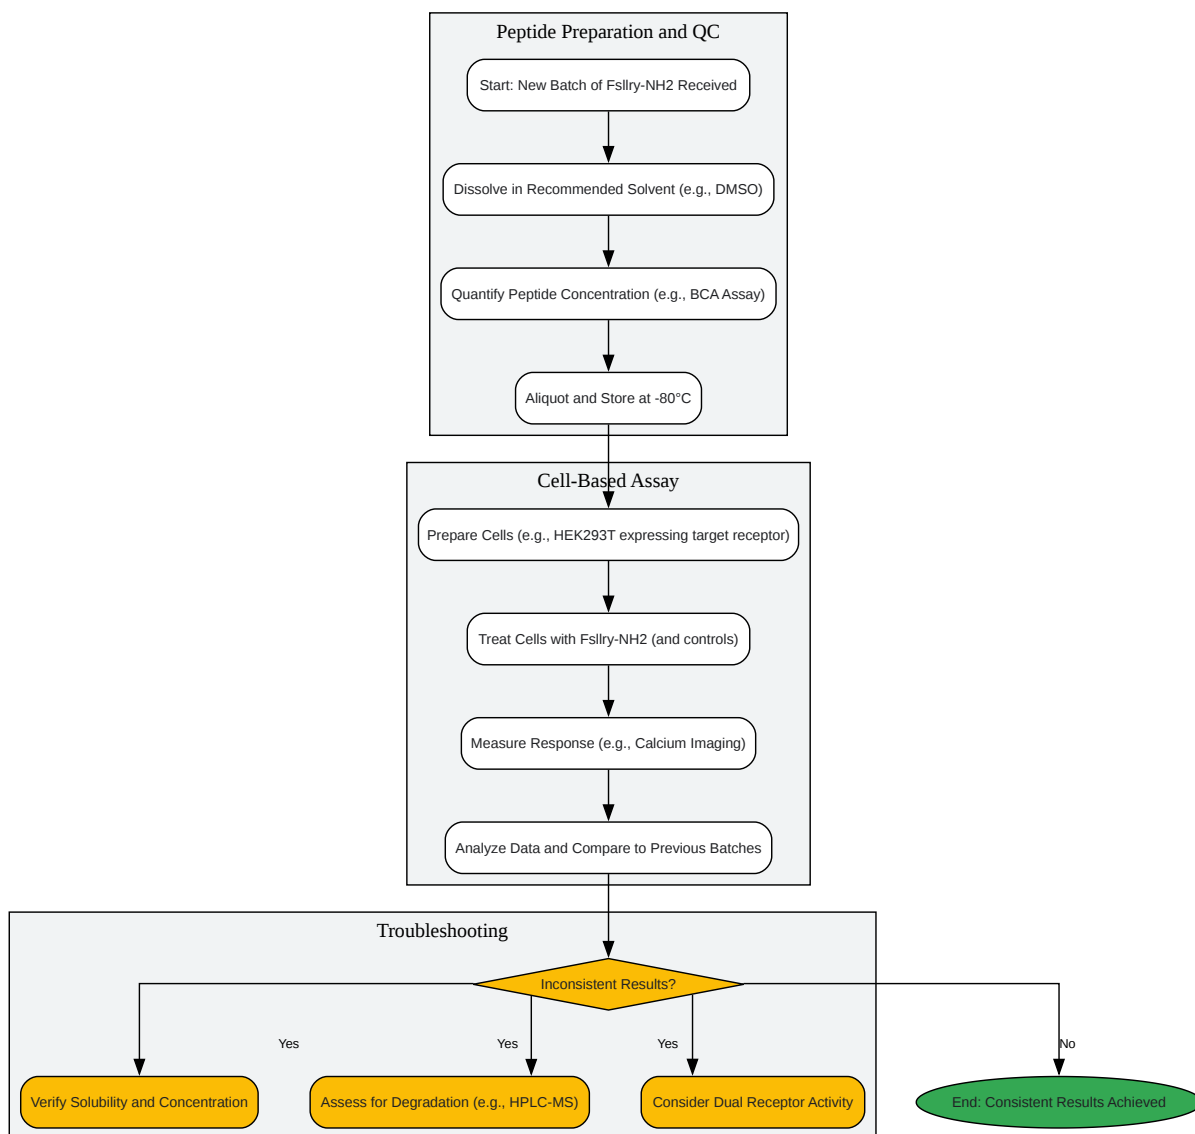 Peptide Preparation and QC
Start: New Batch of Fsllry-NH2 Received
Dissolve in Recommended Solvent (e.g., DMSO)
Quantify Peptide Concentration (e.g., BCA Assay)
Aliquot and Store at -80°C
Cell-Based Assay
Prepare Cells (e.g., HEK293T expressing target receptor)
Treat Cells with Fsllry-NH2 (and controls)
Measure Response (e.g., Calcium Imaging)
Analyze Data and Compare to Previous Batches
Troubleshooting
Inconsistent Results?
Yes
Yes
Yes
No
Verify Solubility and Concentration
Assess for Degradation (e.g., HPLC-MS)
Consider Dual Receptor Activity
End: Consistent Results Achieved